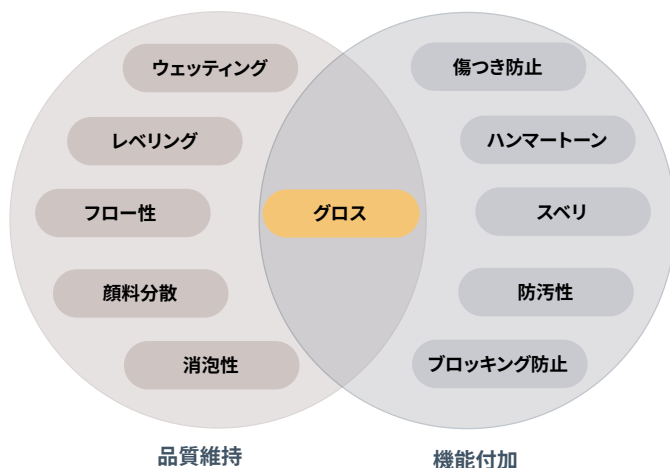 ウェッティング
レベリング
フロー性
顔料分散
消泡性
グロス
傷つき防止
ハンマートーン
スベリ
防汚性
ブロッキング防止
品質維持
機能付加